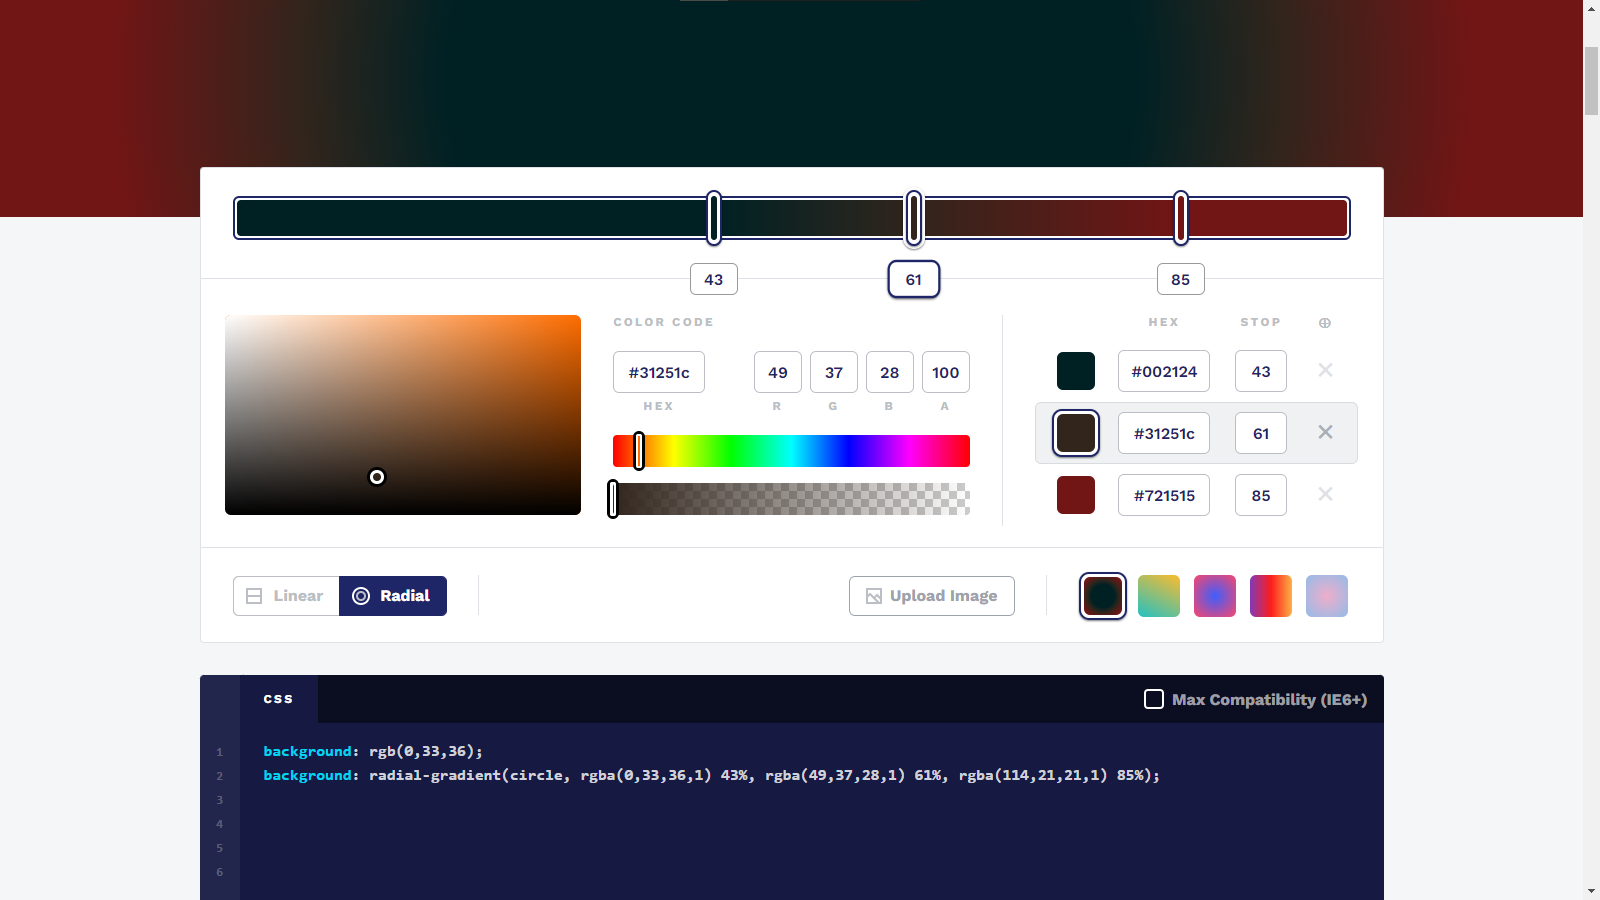 43 61 85
COLOR CODE HEX STOP
#31251c 49 37 28 100
HEX R G B A
#002124 43
#31251c 61
#721515 85
Linear Radial Upload Image
CSS Max Compatibility (IE6+)
1 background: rgb(0,33,36);
2 background: radial-gradient(circle, rgba(0,33,36,1) 43%, rgba(49,37,28,1) 61%, rgba(114,21,21,1) 85%);
3
4
5
6